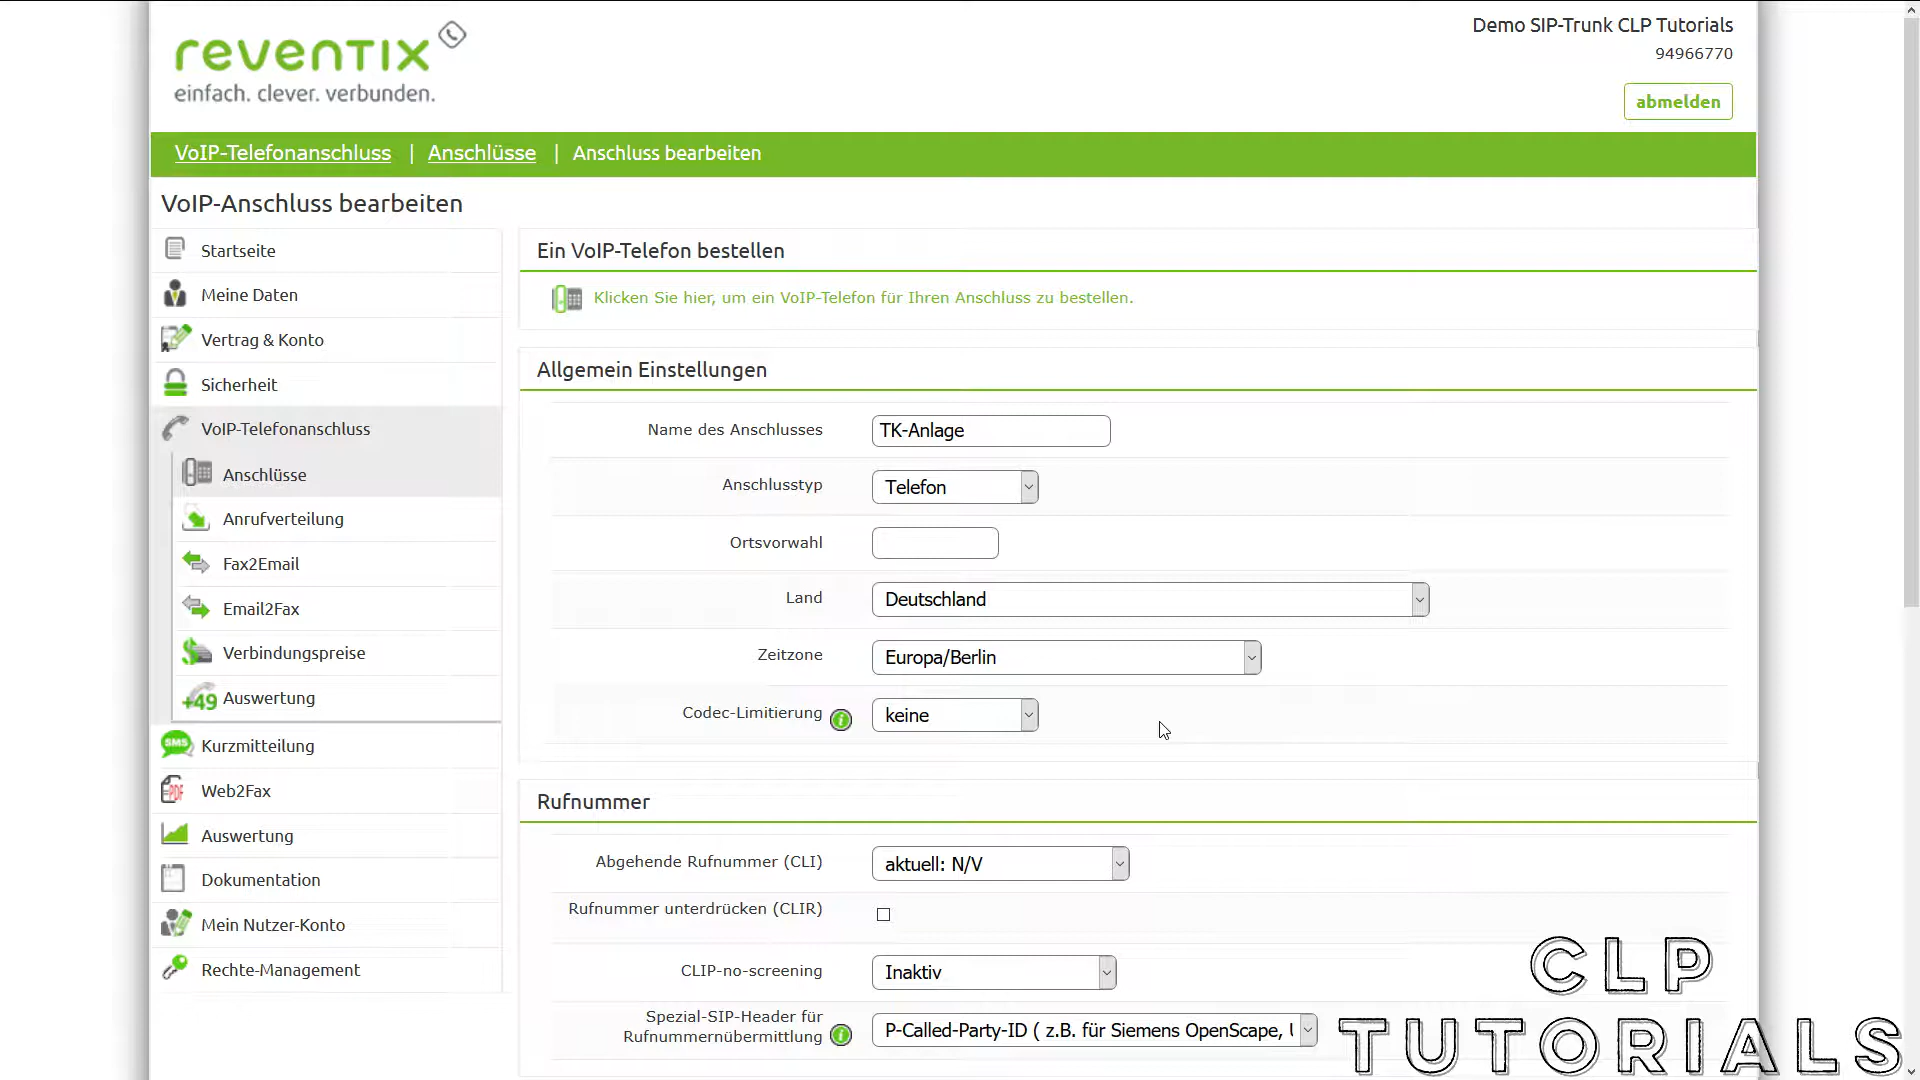 reventix
einfach. clever. verbunden.
Demo SIP-Trunk CLP Tutorials
94966770
abmelden
VoIP-Telefonanschluss | Anschlüsse | Anschluss bearbeiten
VoIP-Anschluss bearbeiten
Startseite
Meine Daten
Vertrag & Konto
Sicherheit
VoIP-Telefonanschluss
Anschlüsse
Anrufverteilung
Fax2Email
Email2Fax
Verbindungspreise
+49 Auswertung
SMS Kurzmitteilung
PDF Web2Fax
Auswertung
Dokumentation
Mein Nutzer-Konto
Rechte-Management
Ein VoIP-Telefon bestellen
Klicken Sie hier, um ein VoIP-Telefon für Ihren Anschluss zu bestellen.
Allgemein Einstellungen
Name des Anschlusses TK-Anlage
Anschlusstyp Telefon
Ortsvorwahl
Land Deutschland
Zeitzone Europa/Berlin
Codec-Limitierung i keine
Rufnummer
Abgehende Rufnummer (CLI) aktuell: N/V
Rufnummer unterdrücken (CLIR)
CLIP-no-screening Inaktiv
Spezial-SIP-Header für
Rufnummernübermittlung i P-Called-Party-ID ( z.B. für Siemens OpenScape,
CLP
TUTORIALS